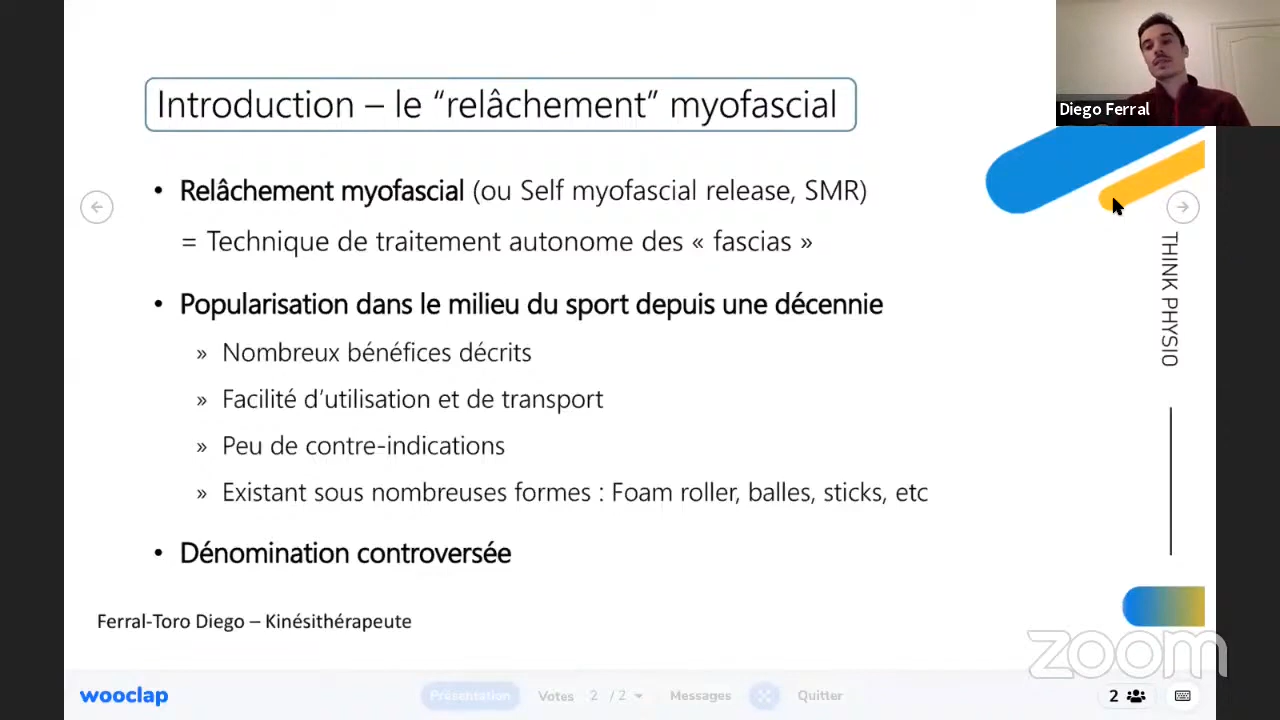 Introduction – le “relâchement” myofascial
Diego Ferral
• Relâchement myofascial (ou Self myofascial release, SMR)
= Technique de traitement autonome des « fascias »
• Popularisation dans le milieu du sport depuis une décennie
» Nombreux bénéfices décrits
» Facilité d’utilisation et de transport
» Peu de contre-indications
» Existant sous nombreuses formes : Foam roller, balles, sticks, etc
• Dénomination controversée
THINK PHYSIO
Ferral-Toro Diego – Kinésithérapeute
zoom
wooclap
Présentation Votes 2 / 2 Messages Quitter 2